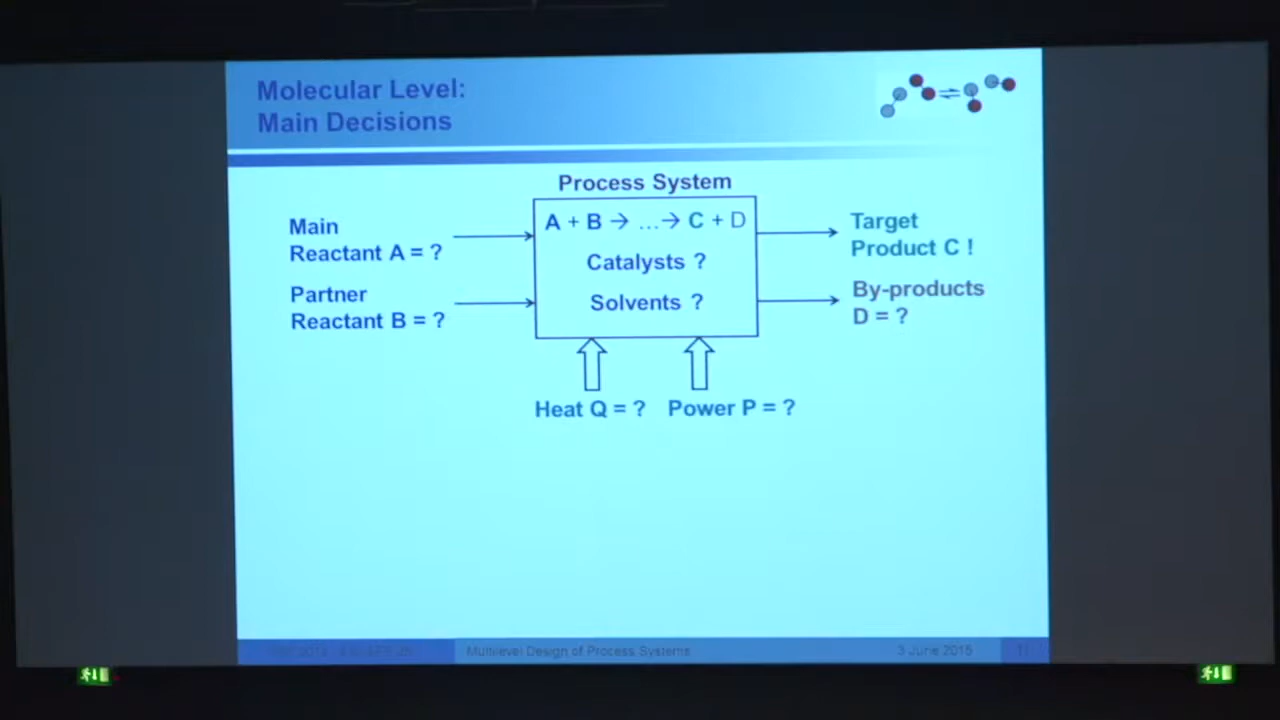 Molecular Level:
Main Decisions
Process System
Main
Reactant A = ?
A + B → ...→ C + D
Target
Product C !
Catalysts ?
Partner
Reactant B = ?
Solvents ?
By-products
D = ?
Heat Q = ?
Power P = ?
Multilevel Design of Process Systems
3 June 2015